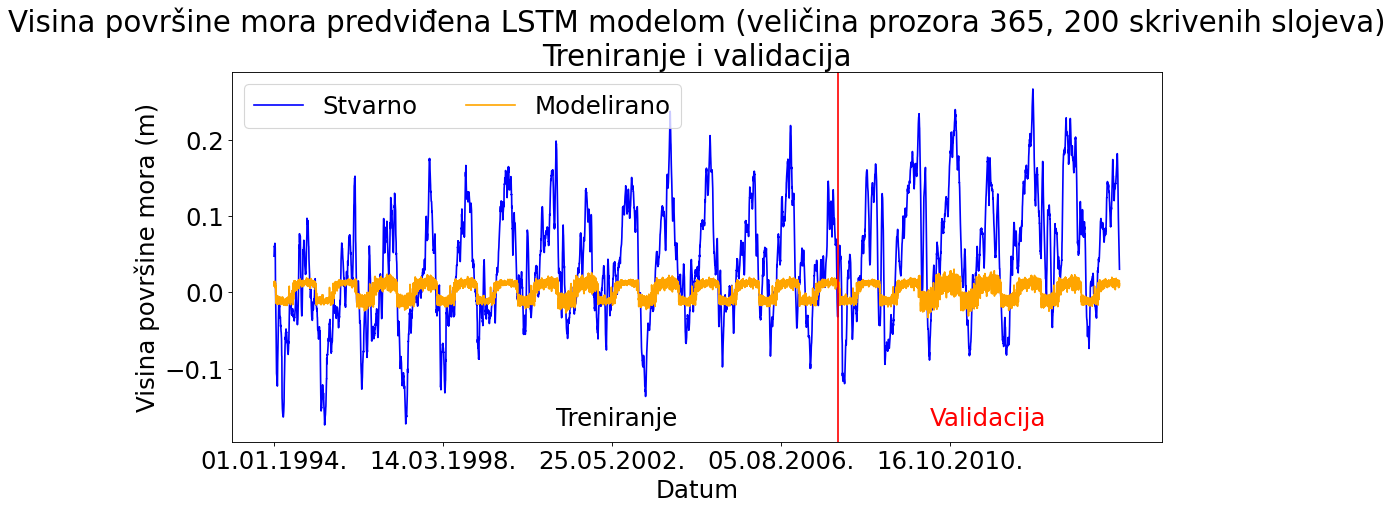 Visina površine mora predviđena LSTM modelom (veličina prozora 365, 200 skrivenih slojeva)
Treniranje i validacija
Stvarno
Modelirano
Visina površine mora (m)
0.2
0.1
0.0
−0.1
Treniranje
Validacija
01.01.1994.
14.03.1998.
25.05.2002.
05.08.2006.
16.10.2010.
Datum